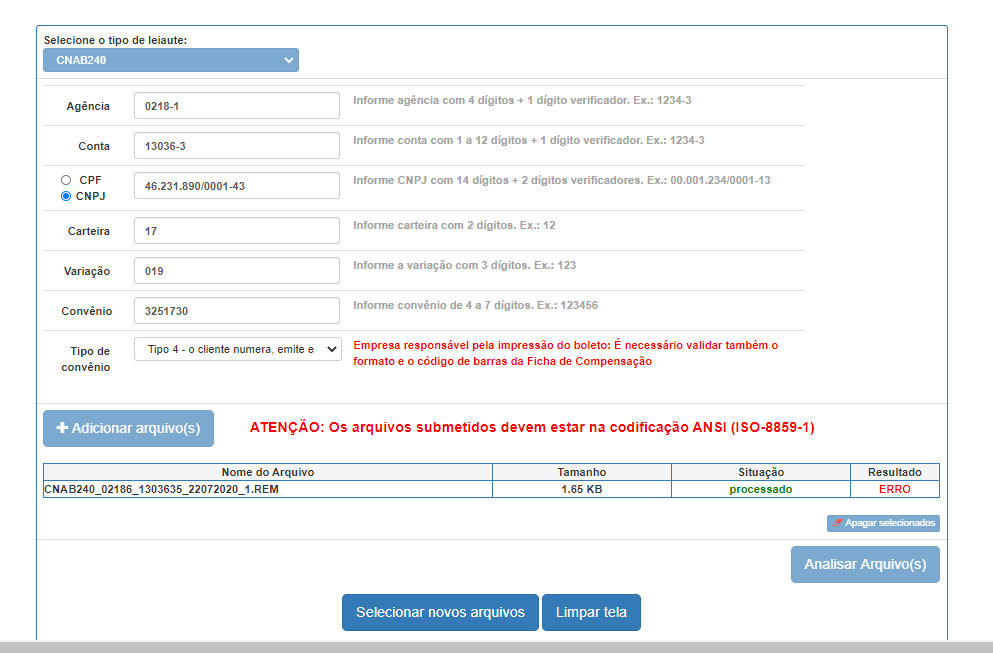 Selecione o tipo de leiaute:
CNAB240
Agência
0218-1
Informe agência com 4 dígitos + 1 dígito verificador. Ex.: 1234-3
Conta
13036-3
Informe conta com 1 a 12 dígitos + 1 dígito verificador. Ex.: 1234-3
CPF
CNPJ
46.231.890/0001-43
Informe CNPJ com 14 dígitos + 2 dígitos verificadores. Ex.: 00.001.234/0001-13
Carteira
17
Informe carteira com 2 dígitos. Ex.: 12
Variação
019
Informe a variação com 3 dígitos. Ex.: 123
Convênio
3251730
Informe convênio de 4 a 7 dígitos. Ex.: 123456
Tipo de
convênio
Tipo 4 - o cliente numera, emite e
Empresa responsável pela impressão do boleto: É necessário validar também o
formato e o código de barras da Ficha de Compensação
+ Adicionar arquivo(s)
ATENÇÃO: Os arquivos submetidos devem estar na codificação ANSI (ISO-8859-1)
Nome do Arquivo Tamanho Situação Resultado
CNAB240_02186_1303635_22072020_1.REM 1.65 KB processado ERRO
Apagar selecionados
Analisar Arquivo(s)
Selecionar novos arquivos
Limpar tela